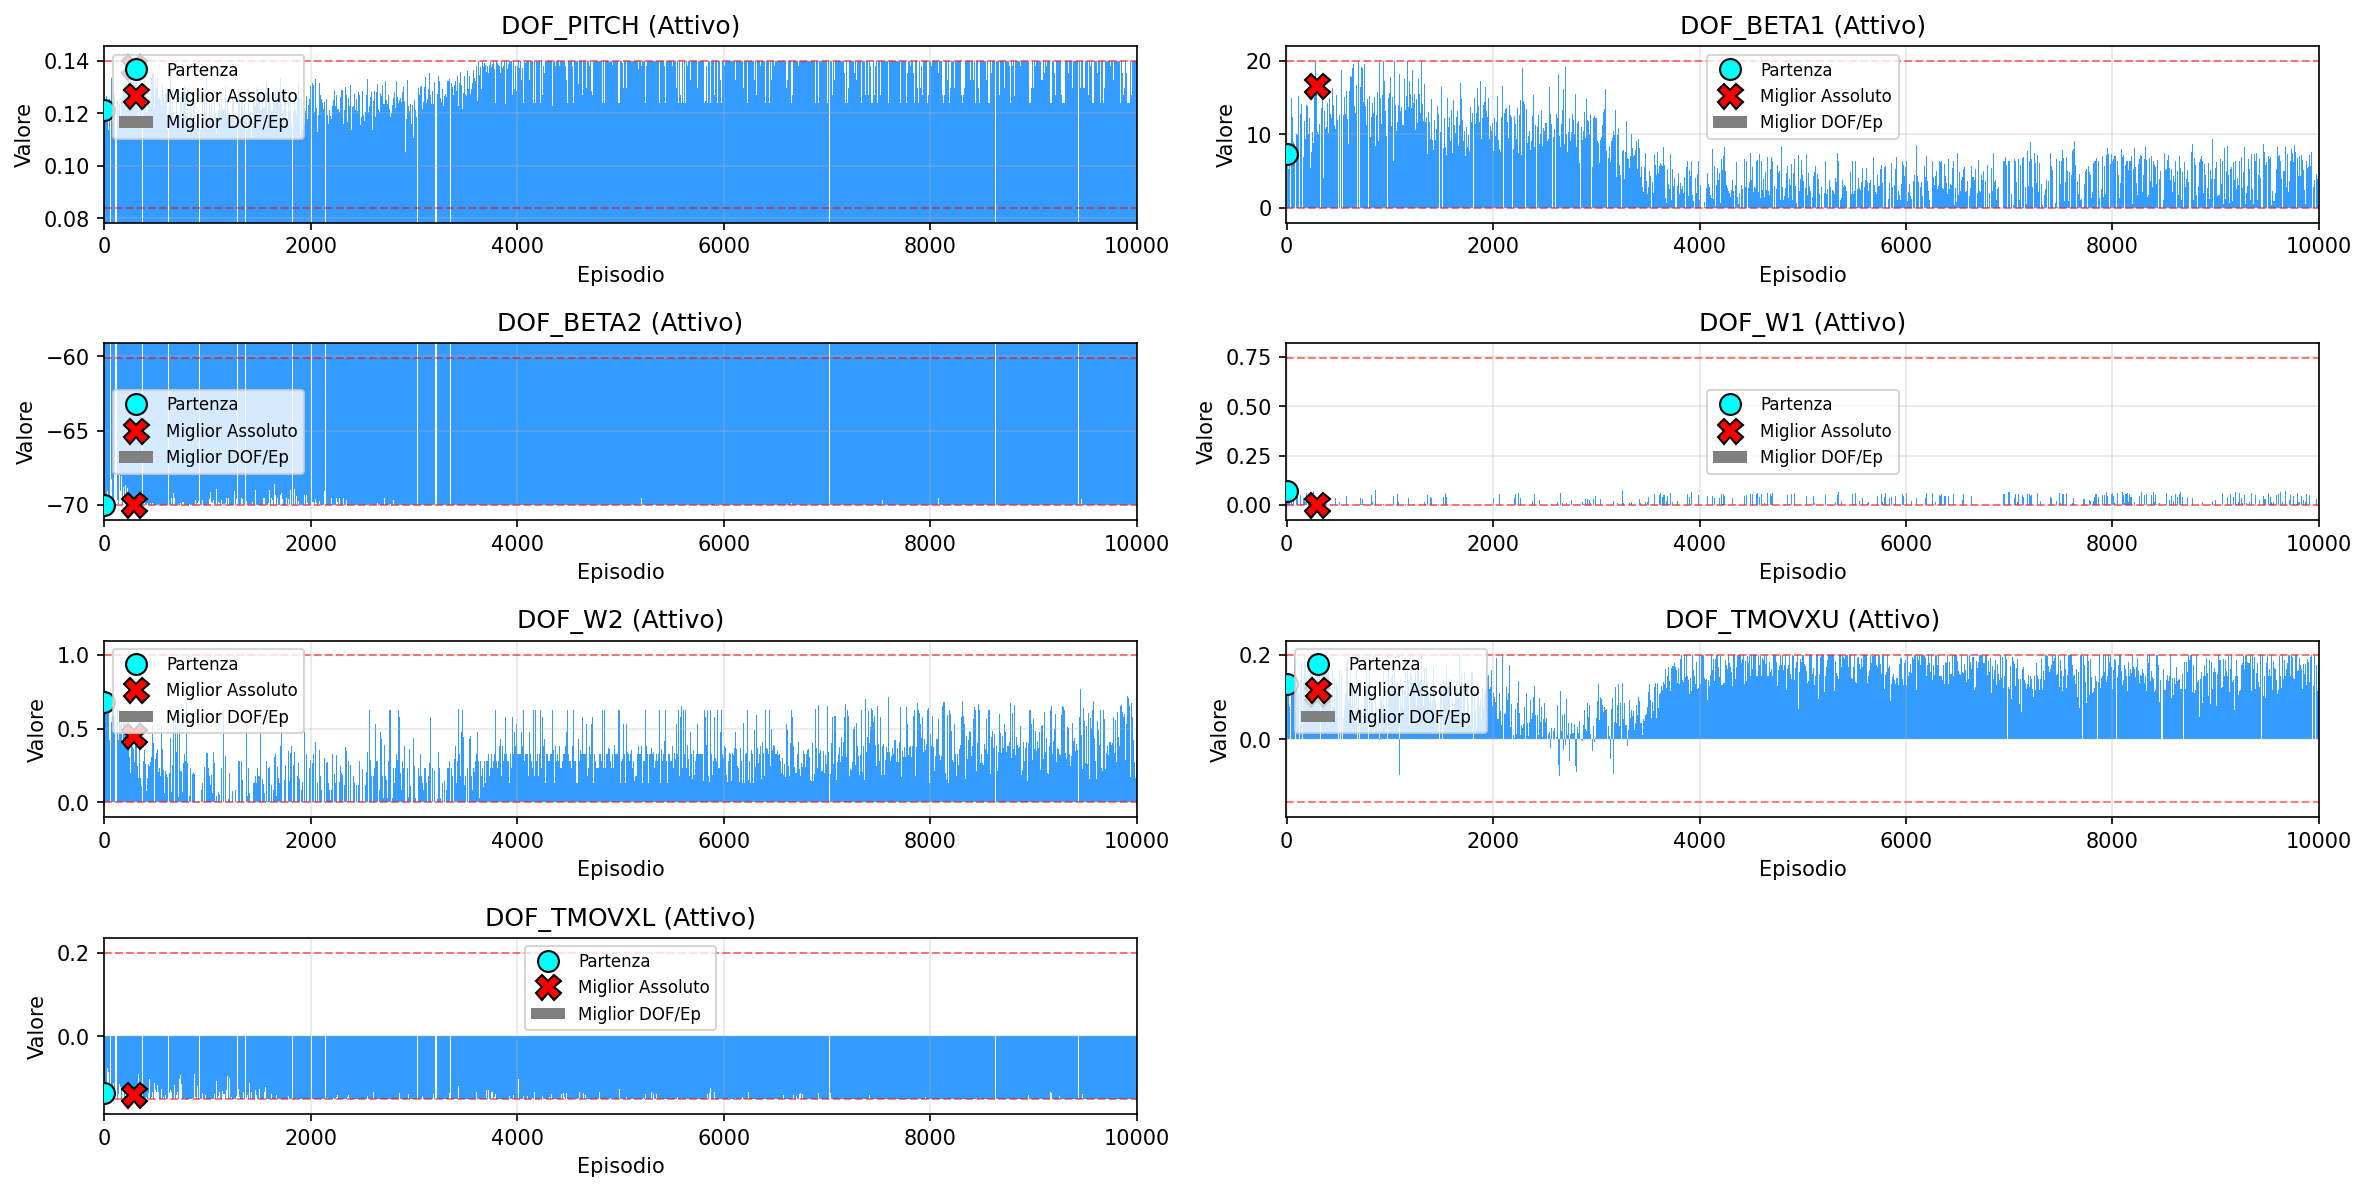 DOF_PITCH (Attivo)
Valore
0.14
0.12
0.10
0.08
Partenza
Miglior Assoluto
Miglior DOF/Ep
0 2000 4000 6000 8000 10000
Episodio
DOF_BETA1 (Attivo)
Valore
20
10
0
Partenza
Miglior Assoluto
Miglior DOF/Ep
0 2000 4000 6000 8000 10000
Episodio
DOF_BETA2 (Attivo)
Valore
−60
−65
−70
Partenza
Miglior Assoluto
Miglior DOF/Ep
0 2000 4000 6000 8000 10000
Episodio
DOF_W1 (Attivo)
Valore
0.75
0.50
0.25
0.00
Partenza
Miglior Assoluto
Miglior DOF/Ep
0 2000 4000 6000 8000 10000
Episodio
DOF_W2 (Attivo)
Valore
1.0
0.5
0.0
Partenza
Miglior Assoluto
Miglior DOF/Ep
0 2000 4000 6000 8000 10000
Episodio
DOF_TMOVXU (Attivo)
Valore
0.2
0.0
Partenza
Miglior Assoluto
Miglior DOF/Ep
0 2000 4000 6000 8000 10000
Episodio
DOF_TMOVXL (Attivo)
Valore
0.2
0.0
Partenza
Miglior Assoluto
Miglior DOF/Ep
0 2000 4000 6000 8000 10000
Episodio